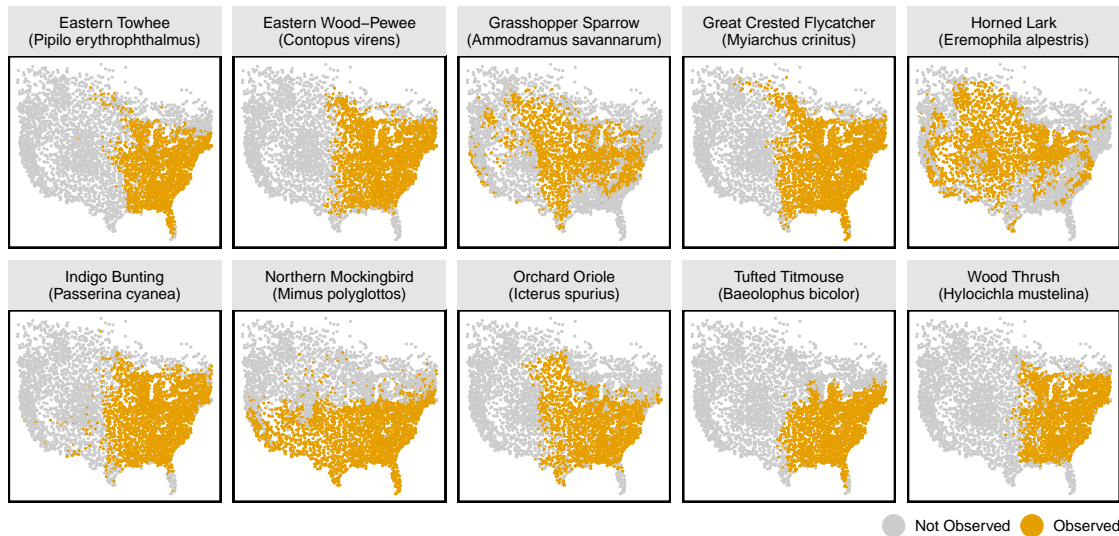 Eastern Towhee
(Pipilo erythrophthalmus)
Eastern Wood−Pewee
(Contopus virens)
Grasshopper Sparrow
(Ammodramus savannarum)
Great Crested Flycatcher
(Myiarchus crinitus)
Horned Lark
(Eremophila alpestris)
Indigo Bunting
(Passerina cyanea)
Northern Mockingbird
(Mimus polyglottos)
Orchard Oriole
(Icterus spurius)
Tufted Titmouse
(Baeolophus bicolor)
Wood Thrush
(Hylocichla mustelina)
Not Observed
Observed